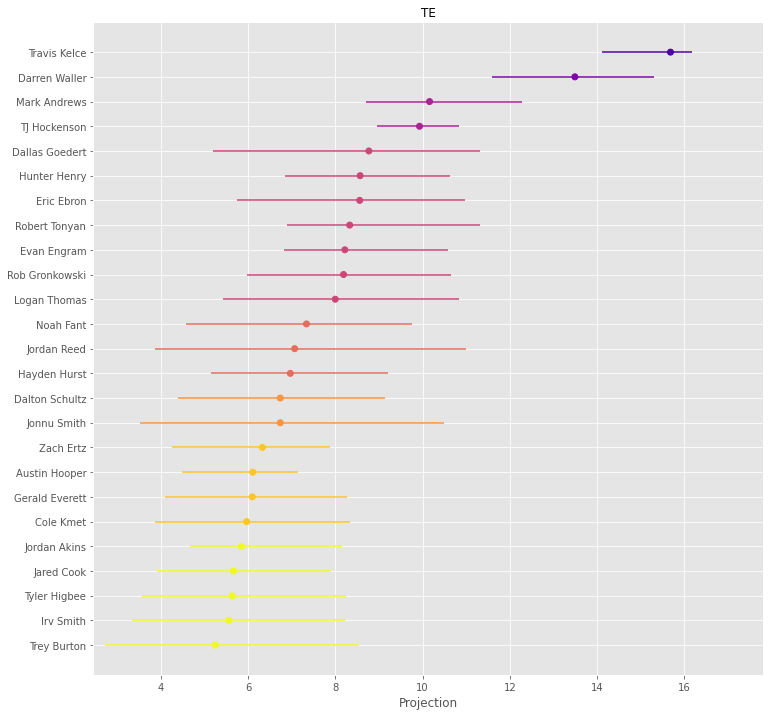 TE
Travis Kelce
Darren Waller
Mark Andrews
TJ Hockenson
Dallas Goedert
Hunter Henry
Eric Ebron
Robert Tonyan
Evan Engram
Rob Gronkowski
Logan Thomas
Noah Fant
Jordan Reed
Hayden Hurst
Dalton Schultz
Jonnu Smith
Zach Ertz
Austin Hooper
Gerald Everett
Cole Kmet
Jordan Akins
Jared Cook
Tyler Higbee
Irv Smith
Trey Burton
4 6 8 10 12 14 16
Projection